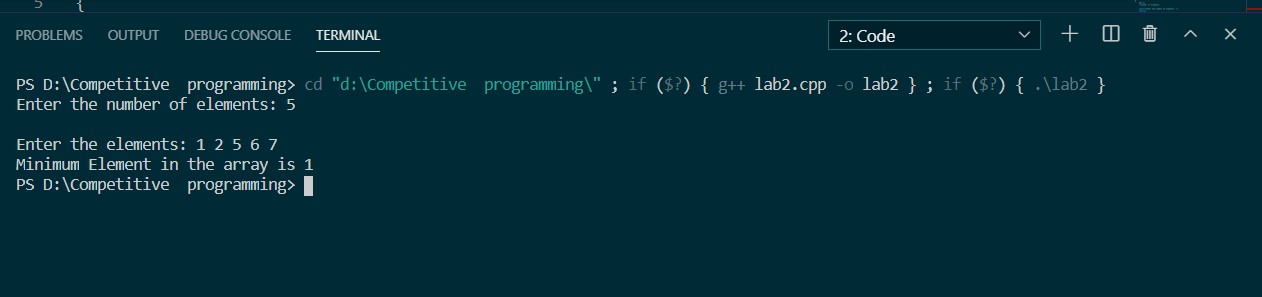 5 {
PROBLEMS OUTPUT DEBUG CONSOLE TERMINAL 2: Code
PS D:\Competitive  programming> cd "d:\Competitive  programming\" ; if ($?) { g++ lab2.cpp -o lab2 } ; if ($?) { .\lab2 }
Enter the number of elements: 5
Enter the elements: 1 2 5 6 7
Minimum Element in the array is 1
PS D:\Competitive  programming>